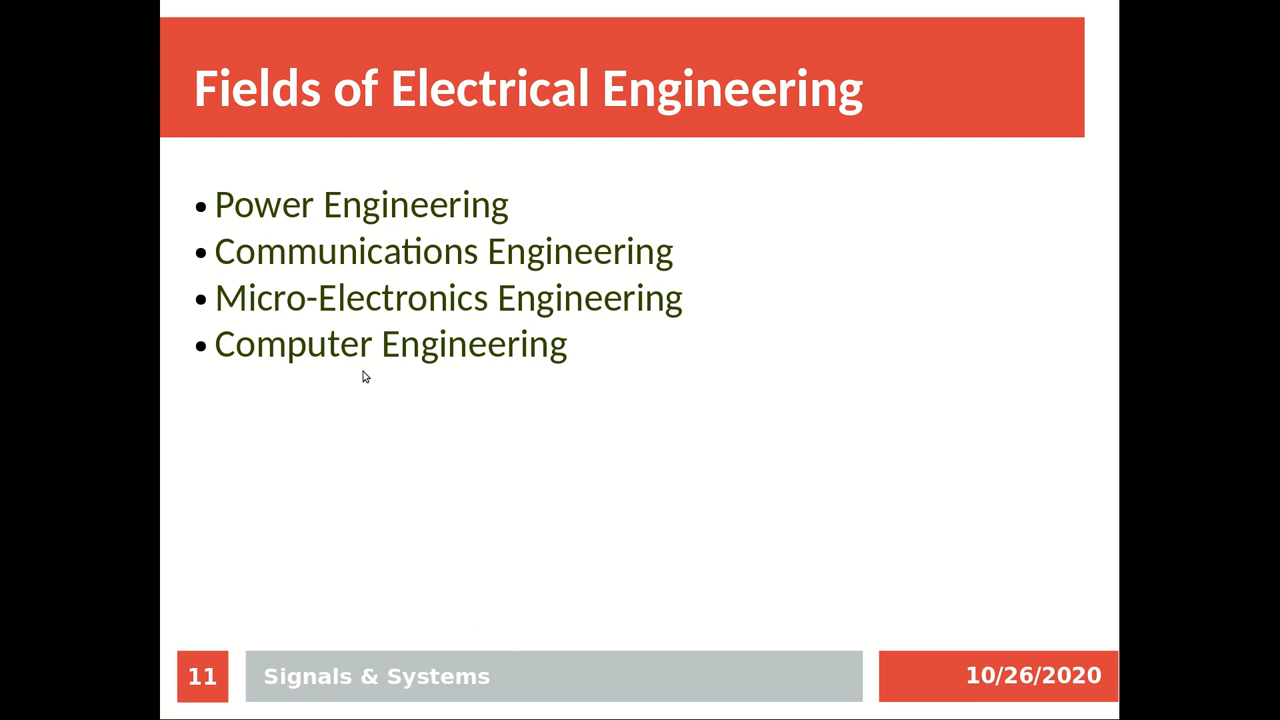 Fields of Electrical Engineering
• Power Engineering
• Communications Engineering
• Micro-Electronics Engineering
• Computer Engineering
11
Signals & Systems
10/26/2020